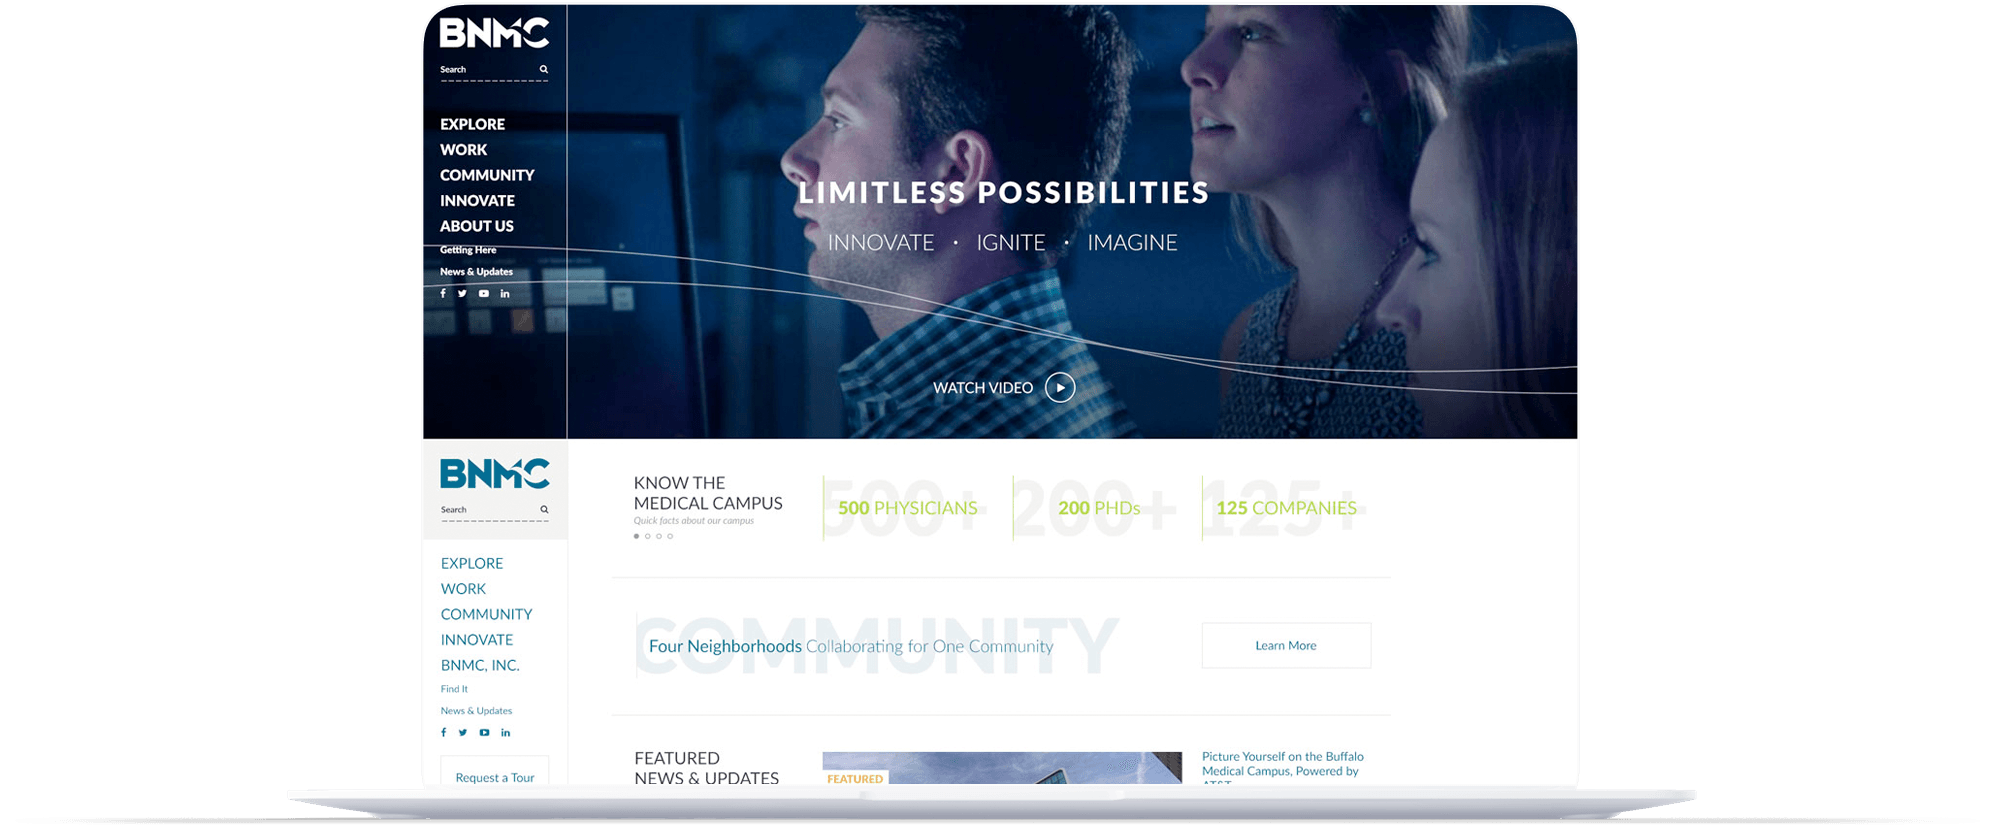 BNMC
Search
EXPLORE
WORK
COMMUNITY
INNOVATE
ABOUT US
Getting Here
News & Updates
LIMITLESS POSSIBILITIES
INNOVATE • IGNITE • IMAGINE
WATCH VIDEO
BNMC
Search
EXPLORE
WORK
COMMUNITY
INNOVATE
BNMC, INC.
Find It
News & Updates
Request a Tour
KNOW THE
MEDICAL CAMPUS
Quick facts about our campus
500+
500 PHYSICIANS
200+
200 PHDs
125+
125 COMPANIES
COMMUNITY
Four Neighborhoods Collaborating for One Community
Learn More
FEATURED
NEWS & UPDATES
FEATURED
Picture Yourself on the Buffalo
Medical Campus, Powered by
AT&T